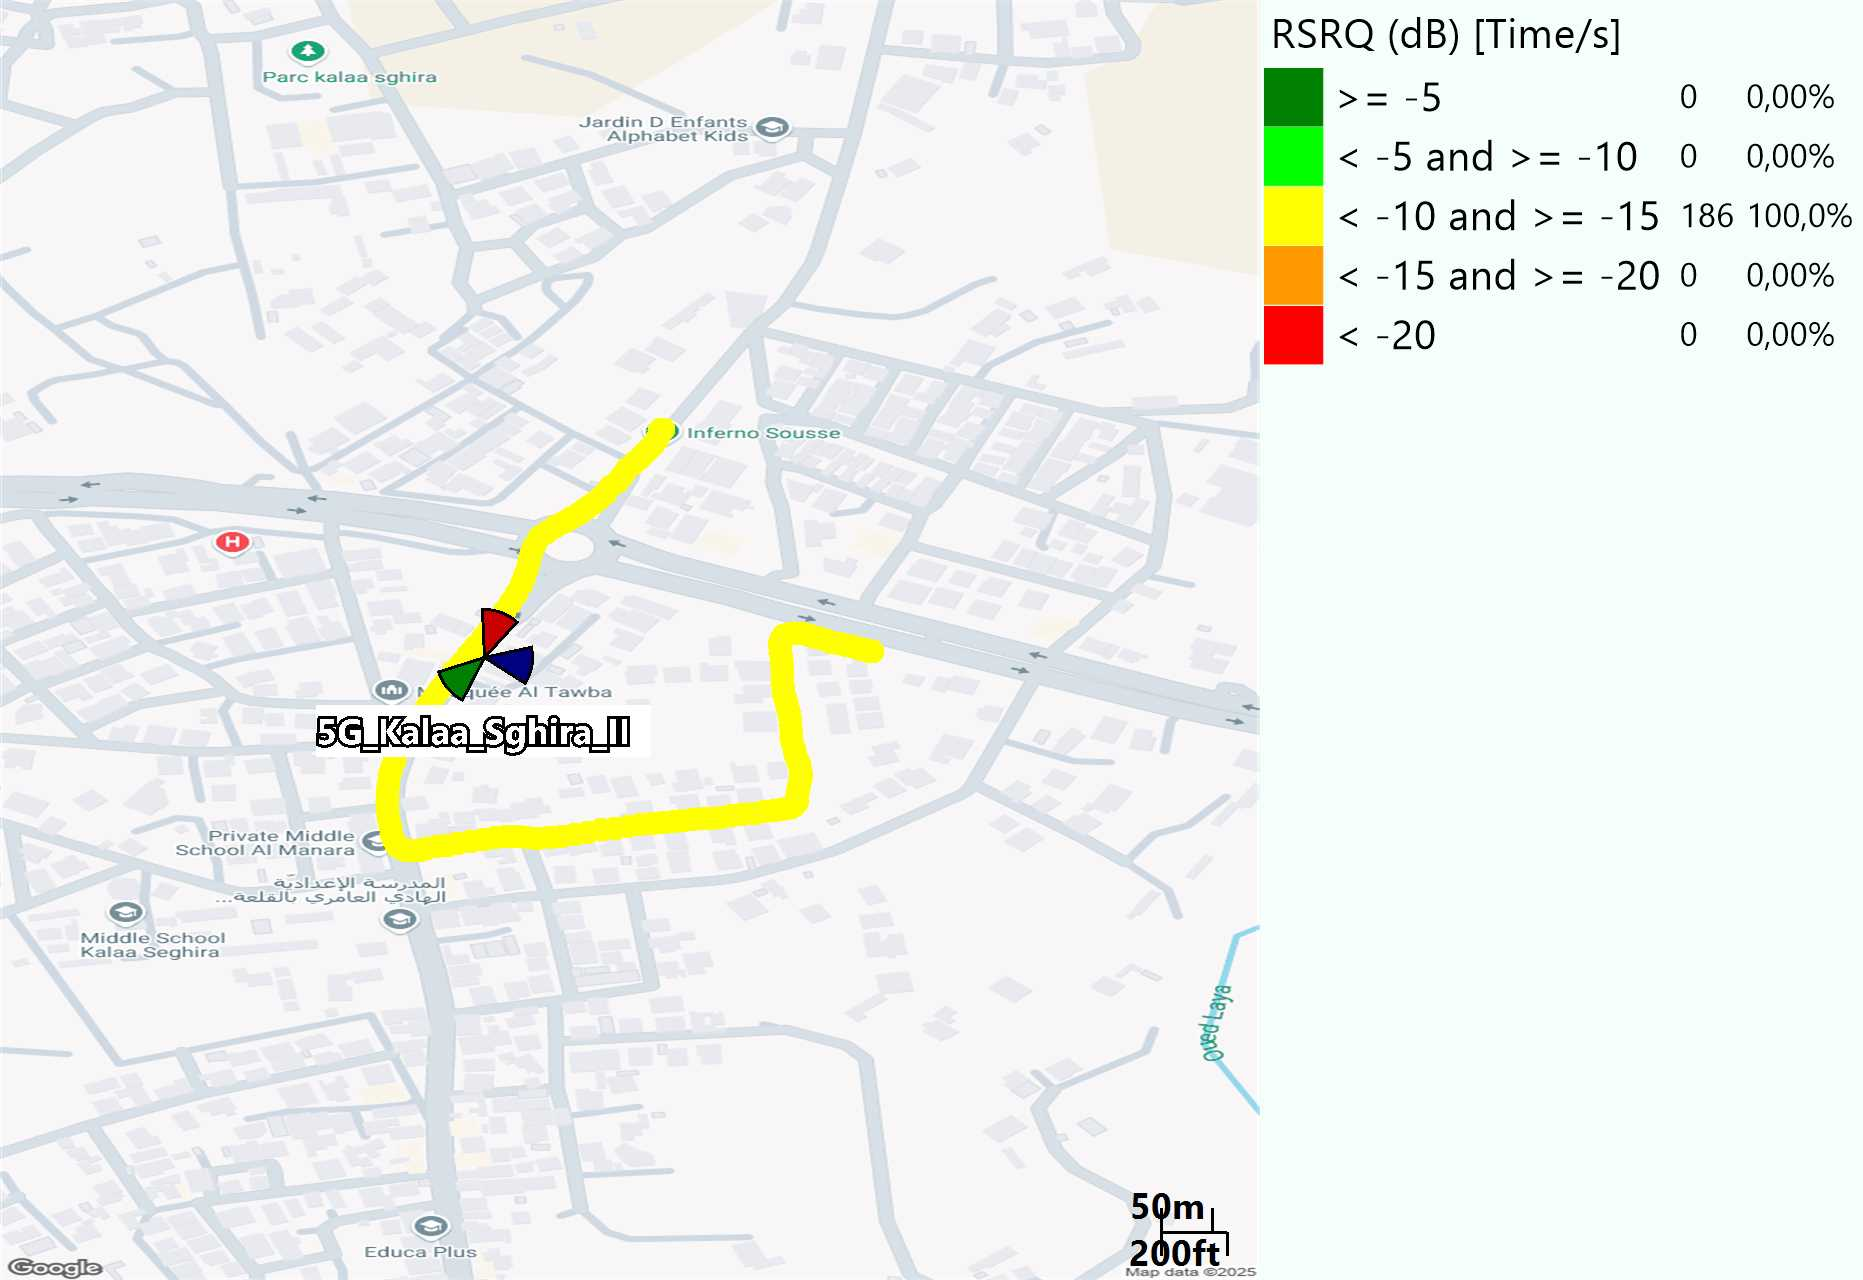 Parc kalaa sghira
Jardin D Enfants
Alphabet Kids
Inferno Sousse
H
Mosquée Al Tawba
5G_Kalaa_Sghira_II
Private Middle
School Al Manara
المدرسة الإعداديّة
الهادي العامري بالقلعة...
Middle School
Kalaa Seghira
Oued Laya
Educa Plus
50m
200ft
Google
Map data ©2025
RSRQ (dB) [Time/s]
>= -5 0 0,00%
< -5 and >= -10 0 0,00%
< -10 and >= -15 186 100,0%
< -15 and >= -20 0 0,00%
< -20 0 0,00%